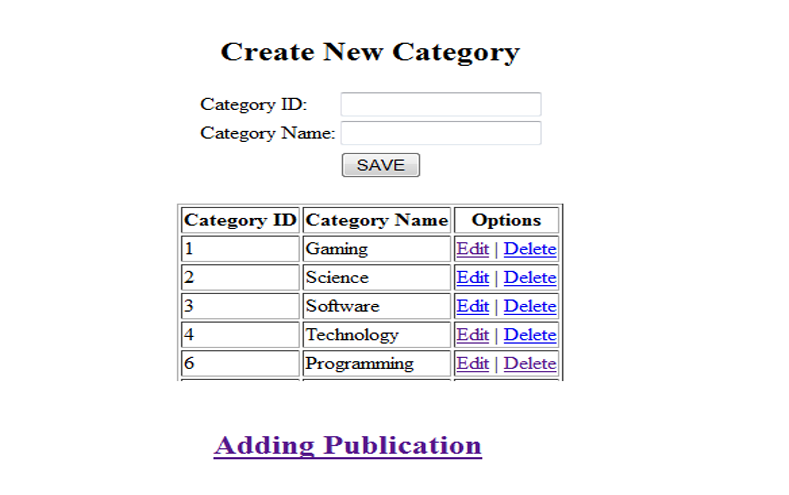 Create New Category
Category ID:
Category Name:
SAVE
Category ID Category Name Options
1 Gaming Edit | Delete
2 Science Edit | Delete
3 Software Edit | Delete
4 Technology Edit | Delete
6 Programming Edit | Delete
Adding Publication